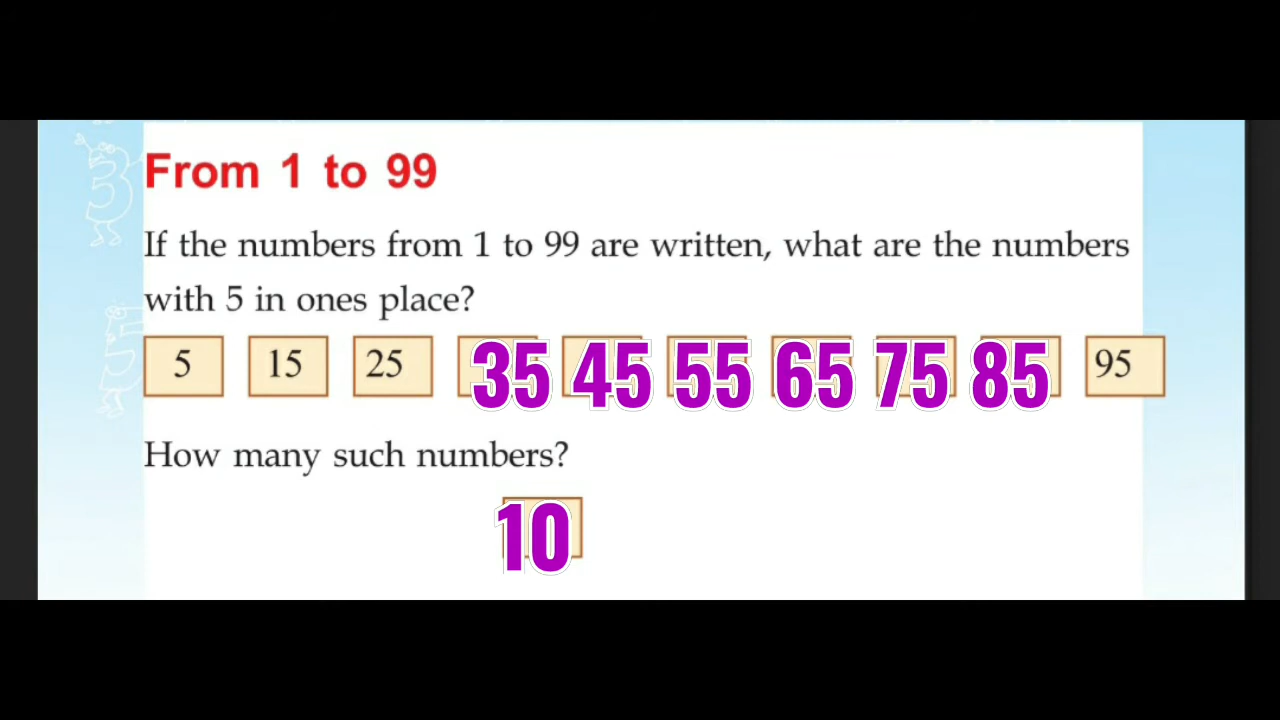 From 1 to 99
If the numbers from 1 to 99 are written, what are the numbers
with 5 in ones place?
5 15 25 35 45 55 65 75 85 95
How many such numbers?
10